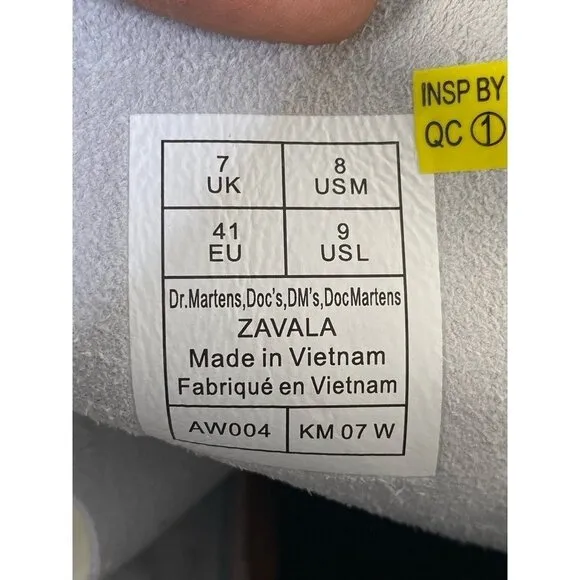 INSP BY
QC ①
7
UK
8
USM
41
EU
9
USL
Dr.Martens,Doc's,DM's,DocMartens
ZAVALA
Made in Vietnam
Fabriqué en Vietnam
AW004
KM 07 W